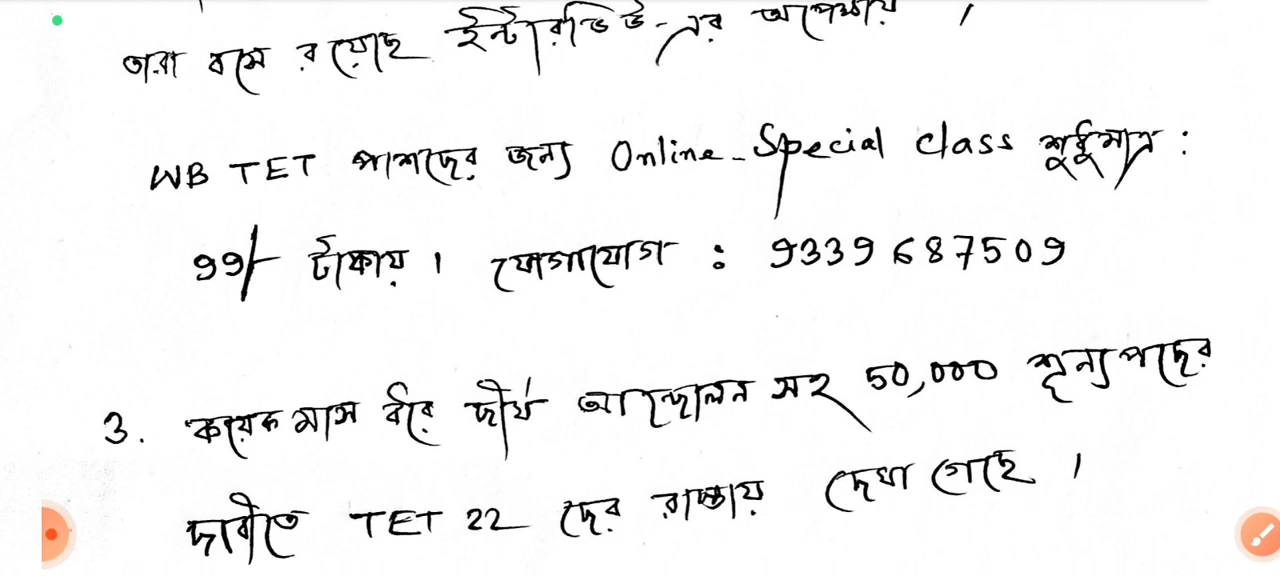 তারা বসে রয়েছে ইন্টারভিউ-এর অপেক্ষায় ।
WB TET পাশদের জন্য Online Special class শুধুমাত্র :
99/- টাকায় । যোগাযোগ : 9339687509
3. কয়েক মাস ধরে দীর্ঘ আন্দোলন সহ 50,000 শূন্যপদের
দাবীতে TET 22 দের রাস্তায় দেখা গেছে ।